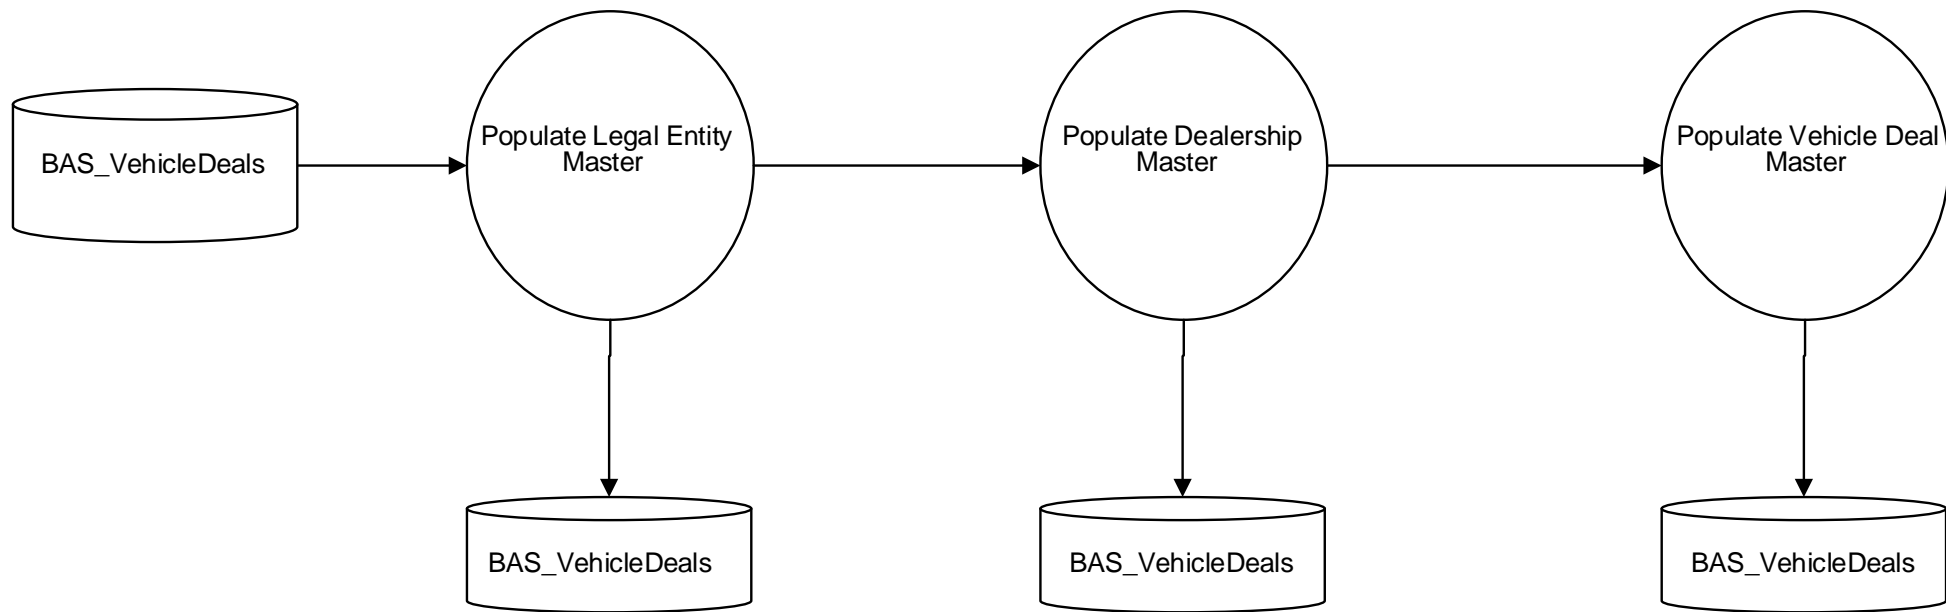 BAS_VehicleDeals
Populate Legal Entity
Master
Populate Dealership
Master
Populate Vehicle Deal
Master
BAS_VehicleDeals
BAS_VehicleDeals
BAS_VehicleDeals